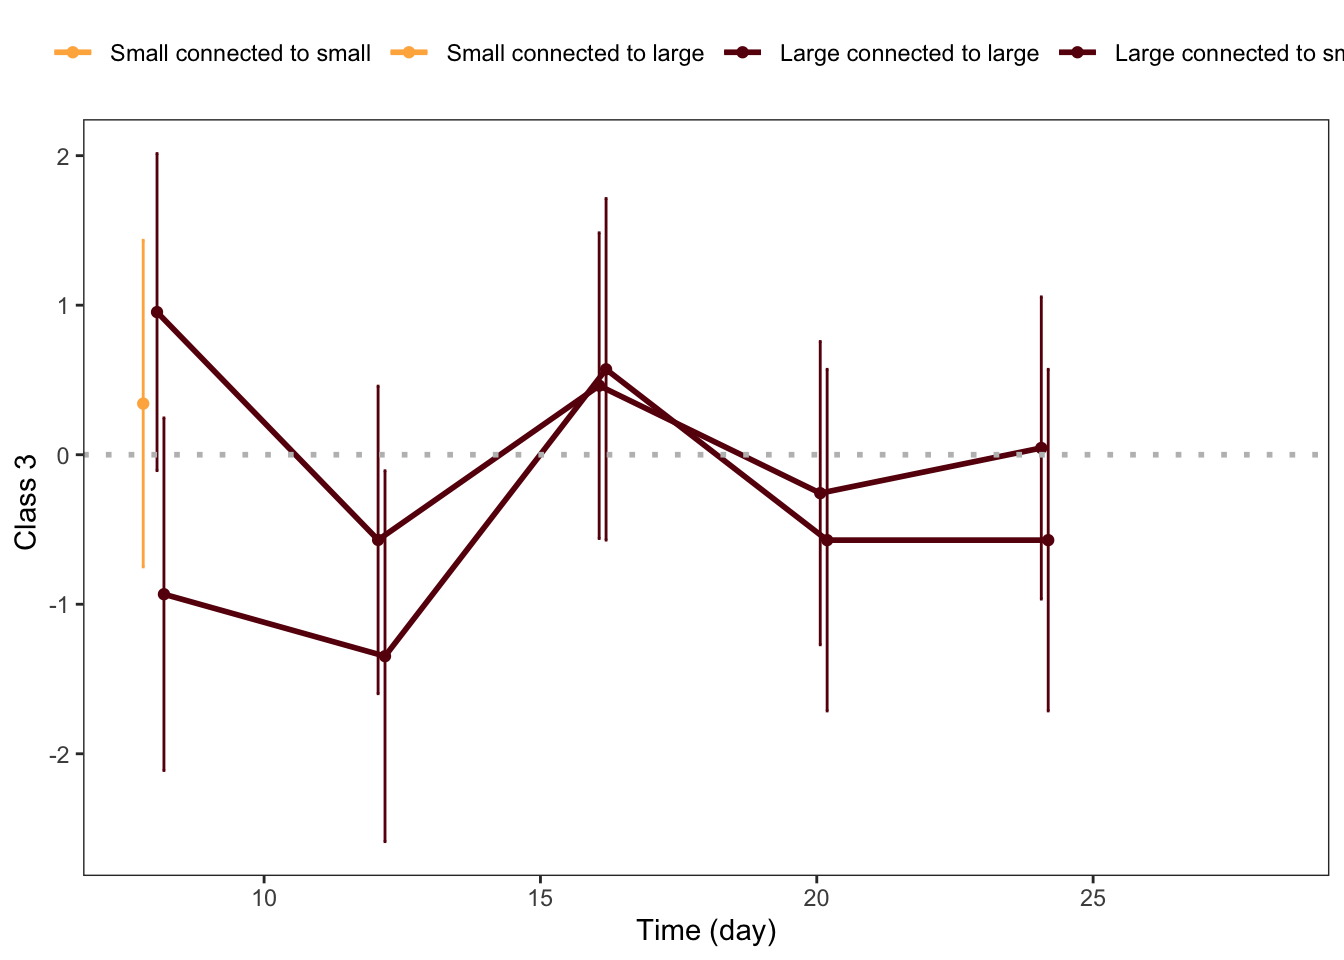 Small connected to small Small connected to large Large connected to large Large connected to sm
2
1
0
-1
-2
Class 3
10 15 20 25
Time (day)